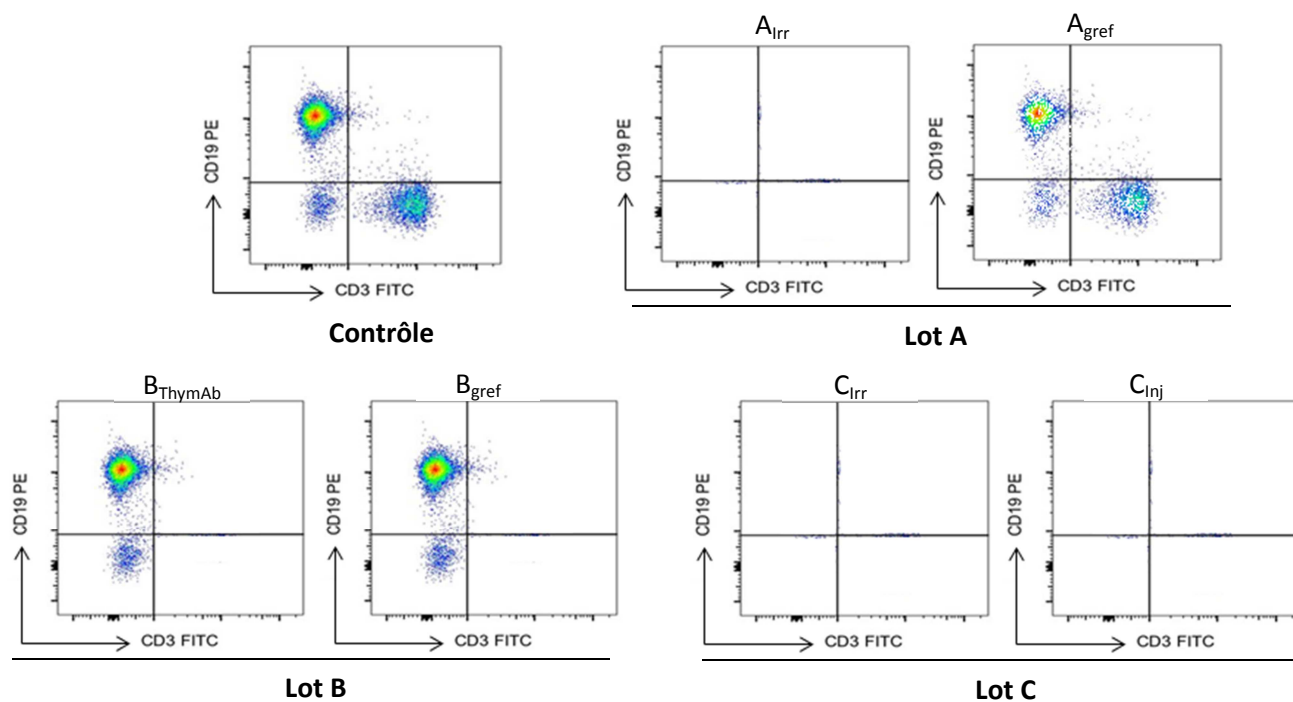 A_Irr
A_gref
CD19 PE
CD19 PE
CD19 PE
CD3 FITC
CD3 FITC
CD3 FITC
Contrôle
Lot A
B_ThymAb
B_gref
C_Irr
C_Inj
CD19 PE
CD19 PE
CD19 PE
CD19 PE
CD3 FITC
CD3 FITC
CD3 FITC
CD3 FITC
Lot B
Lot C